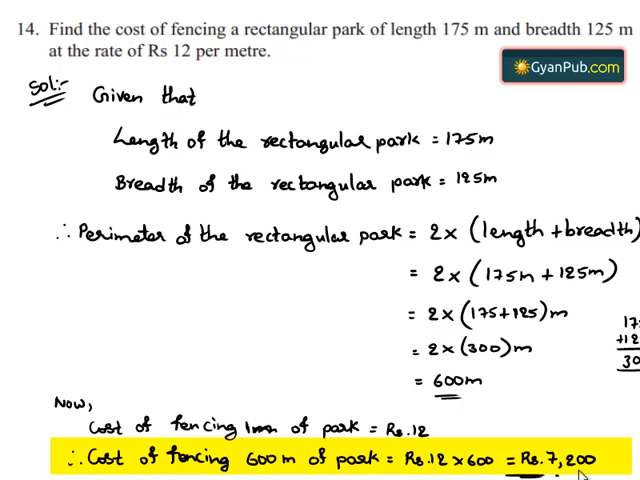 14. Find the cost of fencing a rectangular park of length 175 m and breadth 125 m
at the rate of Rs 12 per metre.
GyanPub.com
Sol:-
Given that
Length of the rectangular park = 175m
Breadth of the rectangular park = 125m
∴ Perimeter of the rectangular park = 2 × (length + breadth)
= 2 × (175m + 125m)
= 2 × (175 + 125) m
17
= 2 × (300) m
+12
30
= 600m
Now,
Cost of fencing 1m of park = Rs. 12
∴ Cost of fencing 600 m of park = Rs. 12 × 600 = Rs. 7,200